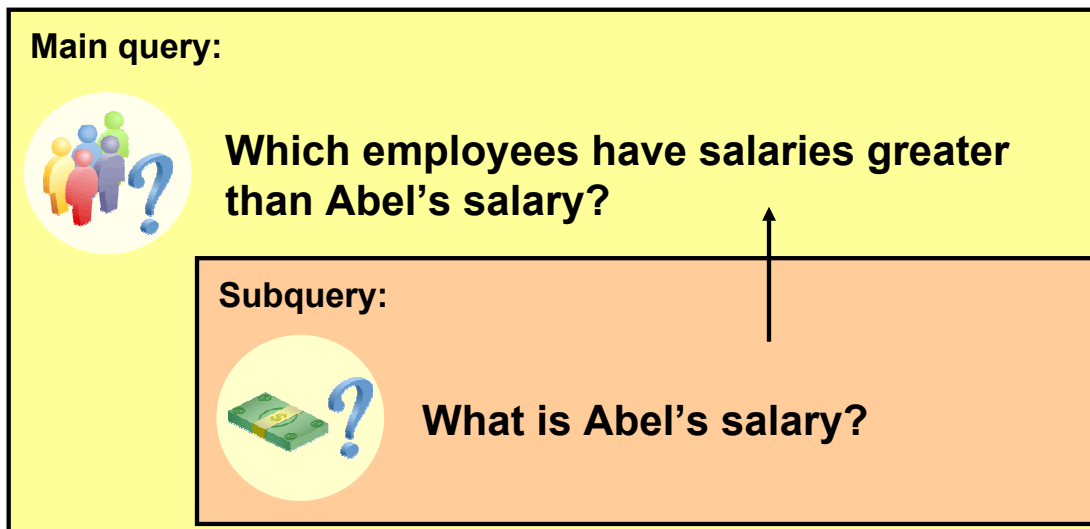 Main query:
Which employees have salaries greater
than Abel’s salary?
Subquery:
What is Abel’s salary?